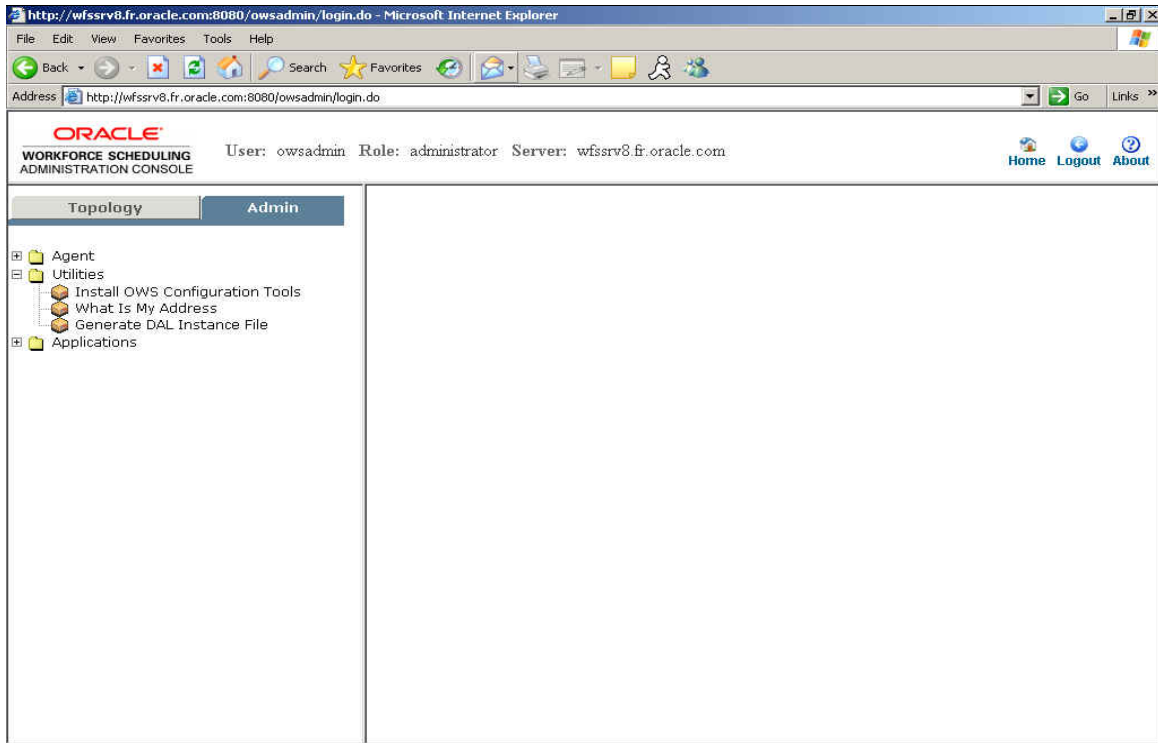 http://wfssrv8.fr.oracle.com:8080/owsadmin/login.do - Microsoft Internet Explorer
File Edit View Favorites Tools Help
Back Search Favorites
Address http://wfssrv8.fr.oracle.com:8080/owsadmin/login.do Go Links »
ORACLE
WORKFORCE SCHEDULING
ADMINISTRATION CONSOLE
User: owsadmin Role: administrator Server: wfssrv8.fr.oracle.com
Home Logout About
Topology Admin
Agent
Utilities
Install OWS Configuration Tools
What Is My Address
Generate DAL Instance File
Applications